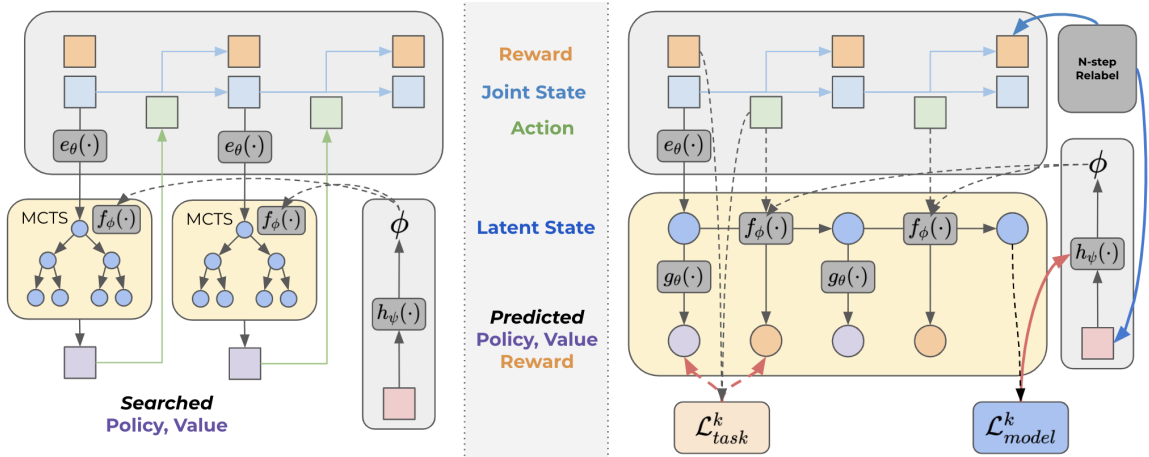 e_θ(·)
e_θ(·)
MCTS
f_ϕ(·)
MCTS
f_ϕ(·)
ϕ
h_ψ(·)
Searched
Policy, Value
Reward
Joint State
Action
Latent State
Predicted
Policy, Value
Reward
N-step
Relabel
e_θ(·)
ϕ
f_ϕ(·)
f_ϕ(·)
h_ψ(·)
g_θ(·)
g_θ(·)
ℒ^k_task
ℒ^k_model